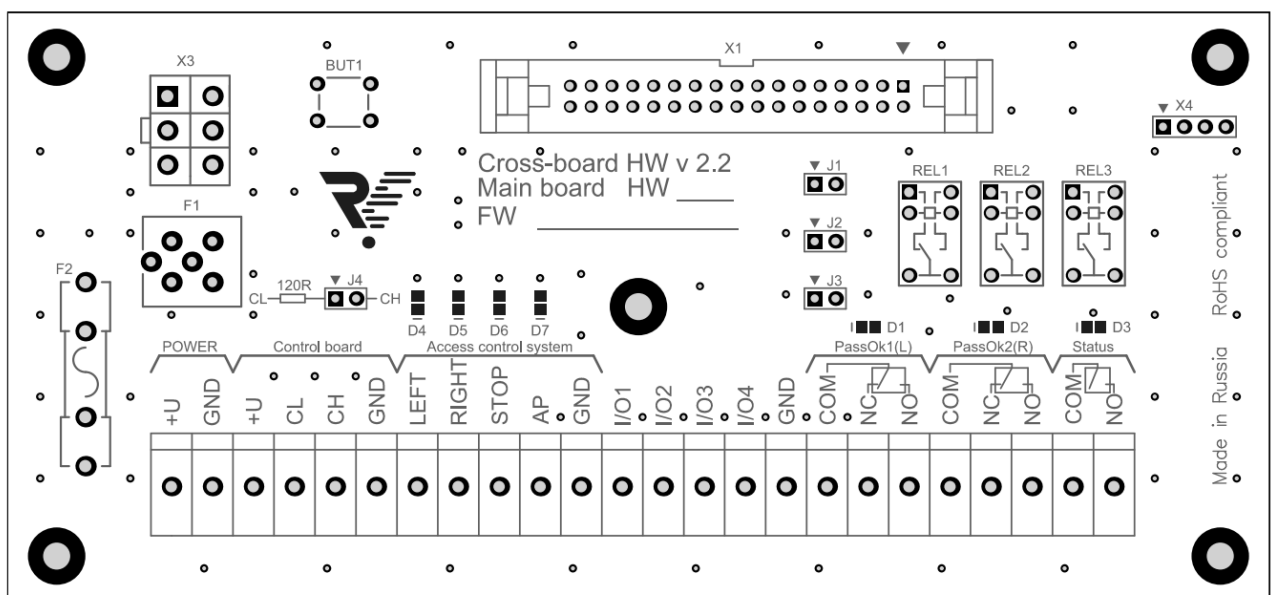 X3
BUT1
X1
X4
Cross-board HW v 2.2
Main board HW ____
FW ______________
J1
REL1
REL2
REL3
F1
J2
F2
120R
J4
CL
CH
J3
D4
D5
D6
D7
D1
D2
D3
POWER
Control board
Access control system
PassOk1(L)
PassOk2(R)
Status
+U
GND
+U
CL
CH
GND
LEFT
RIGHT
STOP
AP
GND
I/O1
I/O2
I/O3
I/O4
GND
COM
NC
NO
COM
NC
NO
COM
NO
Made in Russia RoHS compliant